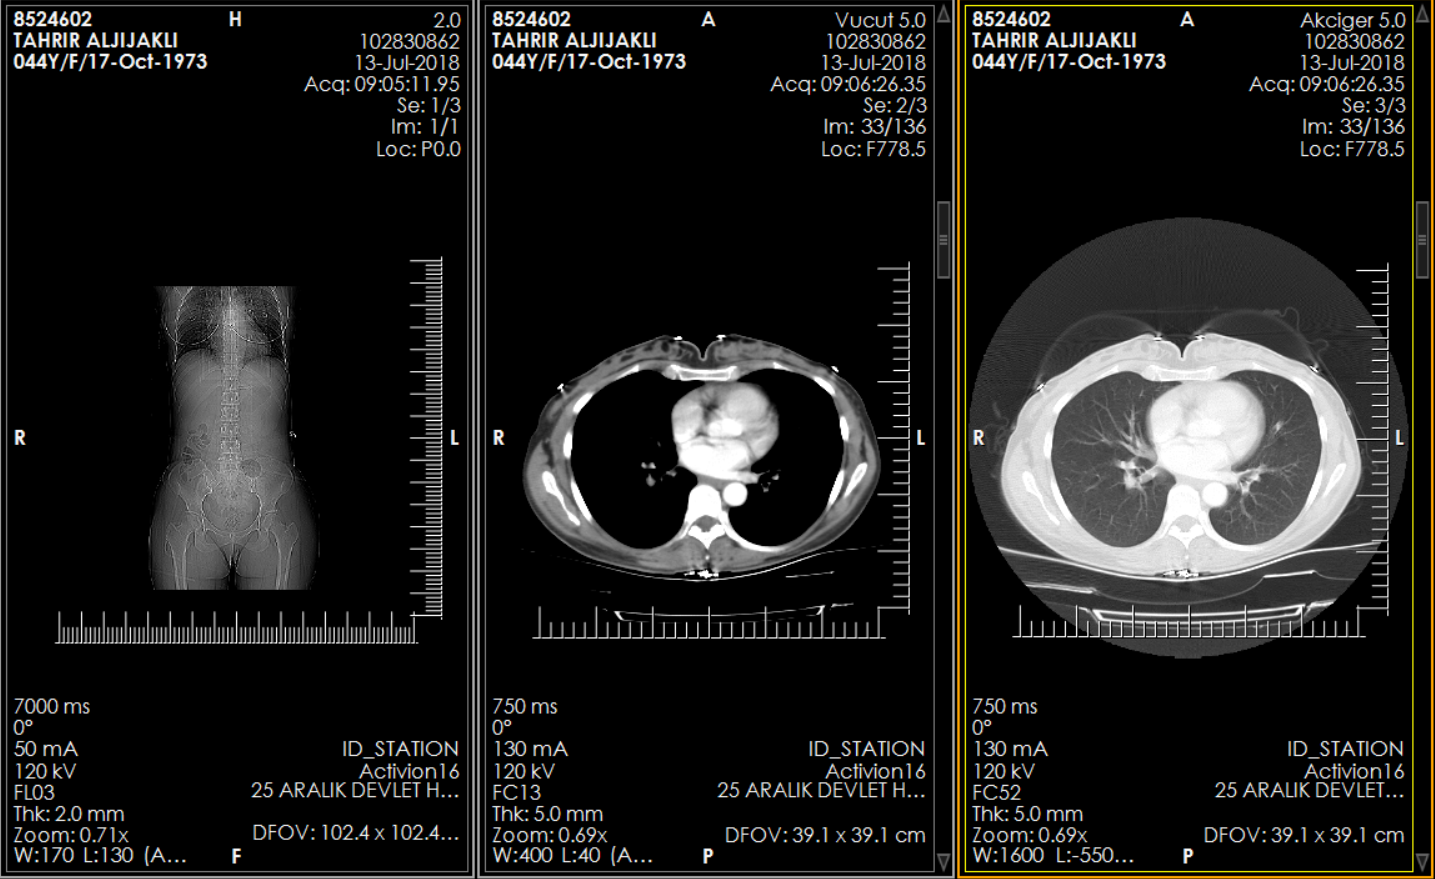 8524602 H 2.0
TAHRIR ALJIJAKLI 102830862
044Y/F/17-Oct-1973 13-Jul-2018
Acq: 09:05:11.95
Se: 1/3
Im: 1/1
Loc: P0.0
R L
7000 ms
0°
50 mA ID_STATION
120 kV Activion16
FL03 25 ARALIK DEVLET H...
Thk: 2.0 mm
Zoom: 0.71x DFOV: 102.4 x 102.4...
W:170 L:130 (A... F
8524602 A Vucut 5.0
TAHRIR ALJIJAKLI 102830862
044Y/F/17-Oct-1973 13-Jul-2018
Acq: 09:06:26.35
Se: 2/3
Im: 33/136
Loc: F778.5
R L
750 ms
0°
130 mA ID_STATION
120 kV Activion16
FC13 25 ARALIK DEVLET H...
Thk: 5.0 mm
Zoom: 0.69x DFOV: 39.1 x 39.1 cm
W:400 L:40 (A... P
8524602 A Akciger 5.0
TAHRIR ALJIJAKLI 102830862
044Y/F/17-Oct-1973 13-Jul-2018
Acq: 09:06:26.35
Se: 3/3
Im: 33/136
Loc: F778.5
R L
750 ms
0°
130 mA ID_STATION
120 kV Activion16
FC52 25 ARALIK DEVLET...
Thk: 5.0 mm
Zoom: 0.69x DFOV: 39.1 x 39.1 cm
W:1600 L:-550... P